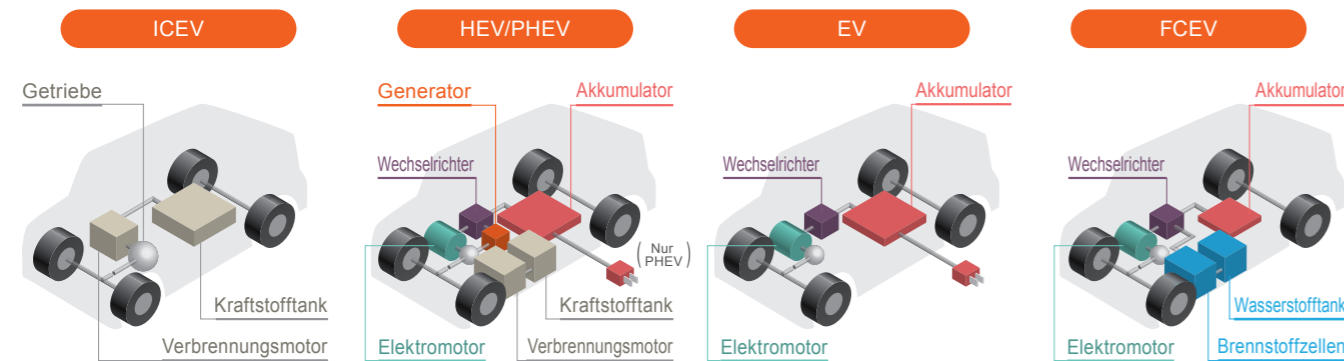 ICEV
Getriebe
Kraftstofftank
Verbrennungsmotor
HEV/PHEV
Generator
Akkumulator
Wechselrichter
(Nur
PHEV)
Kraftstofftank
Elektromotor
Verbrennungsmotor
EV
Akkumulator
Wechselrichter
Elektromotor
FCEV
Akkumulator
Wechselrichter
Wasserstofftank
Elektromotor
Brennstoffzellen